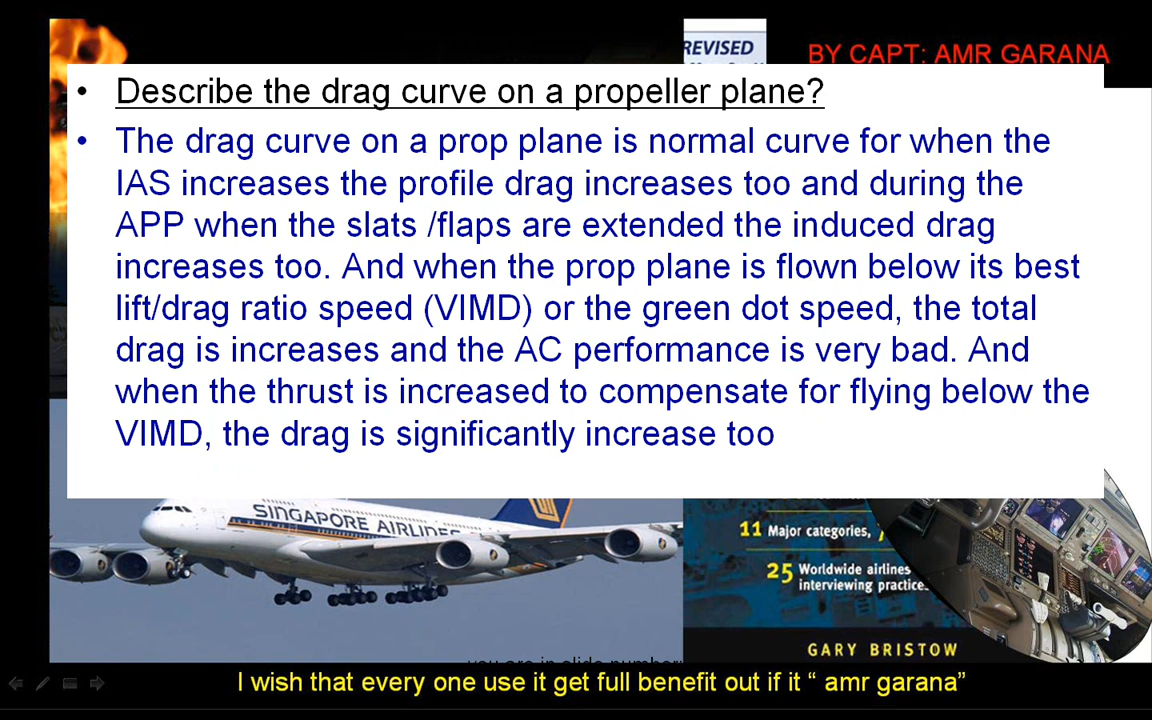 REVISED
BY CAPT: AMR GARANA
• Describe the drag curve on a propeller plane?
• The drag curve on a prop plane is normal curve for when the
IAS increases the profile drag increases too and during the
APP when the slats /flaps are extended the induced drag
increases too. And when the prop plane is flown below its best
lift/drag ratio speed (VIMD) or the green dot speed, the total
drag is increases and the AC performance is very bad. And
when the thrust is increased to compensate for flying below the
VIMD, the drag is significantly increase too
SINGAPORE AIRLINES
11 Major categories,
25 Worldwide airlines
interviewing practice
GARY BRISTOW
you are in slide number
I wish that every one use it get full benefit out if it “ amr garana”